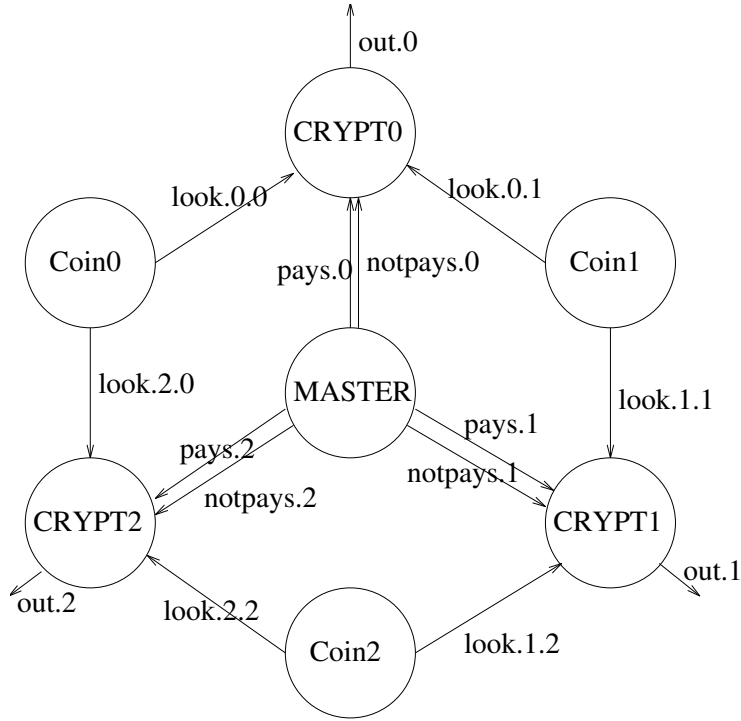 out.0
CRYPT0
look.0.0
look.0.1
Coin0
pays.0
notpays.0
Coin1
look.2.0
MASTER
look.1.1
pays.2
pays.1
notpays.2
notpays.1
CRYPT2
CRYPT1
out.2
look.2.2
Coin2
look.1.2
out.1